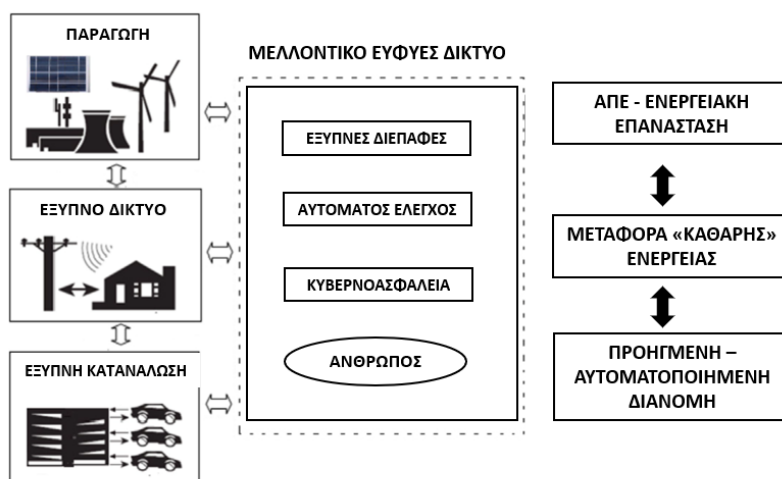 ΠΑΡΑΓΩΓΗ
ΕΞΥΠΝΟ ΔΙΚΤΥΟ
ΕΞΥΠΝΗ ΚΑΤΑΝΑΛΩΣΗ
ΜΕΛΛΟΝΤΙΚΟ ΕΥΦΥΕΣ ΔΙΚΤΥΟ
ΕΞΥΠΝΕΣ ΔΙΕΠΑΦΕΣ
ΑΥΤΟΜΑΤΟΣ ΕΛΕΓΧΟΣ
ΚΥΒΕΡΝΟΑΣΦΑΛΕΙΑ
ΑΝΘΡΩΠΟΣ
ΑΠΕ - ΕΝΕΡΓΕΙΑΚΗ
ΕΠΑΝΑΣΤΑΣΗ
ΜΕΤΑΦΟΡΑ «ΚΑΘΑΡΗΣ»
ΕΝΕΡΓΕΙΑΣ
ΠΡΟΗΓΜΕΝΗ –
ΑΥΤΟΜΑΤΟΠΟΙΗΜΕΝΗ
ΔΙΑΝΟΜΗ